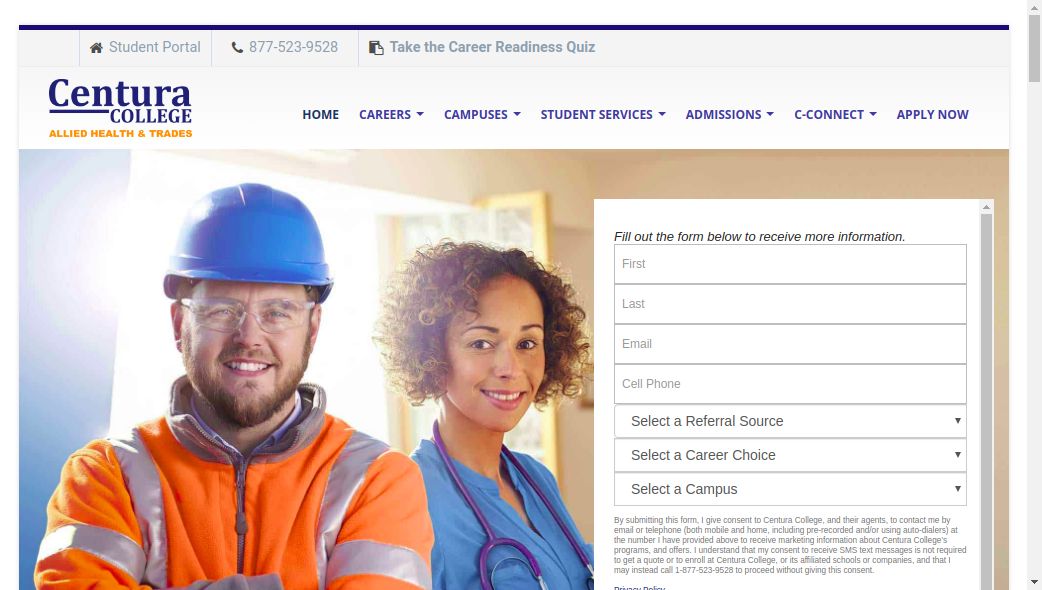 Student Portal
877-523-9528
Take the Career Readiness Quiz
Centura
COLLEGE
ALLIED HEALTH & TRADES
HOME
CAREERS
CAMPUSES
STUDENT SERVICES
ADMISSIONS
C-CONNECT
APPLY NOW
Fill out the form below to receive more information.
First
Last
Email
Cell Phone
Select a Referral Source
Select a Career Choice
Select a Campus
By submitting this form, I give consent to Centura College, and their agents, to contact me by
email or telephone (both mobile and home, including pre-recorded and/or using auto-dialers) at
the number I have provided above to receive marketing information about Centura College's
programs, and offers. I understand that my consent to receive SMS text messages is not required
to get a quote or to enroll at Centura College, or its affiliated schools or companies, and that I
may instead call 1-877-523-9528 to proceed without giving this consent.
Privacy Policy